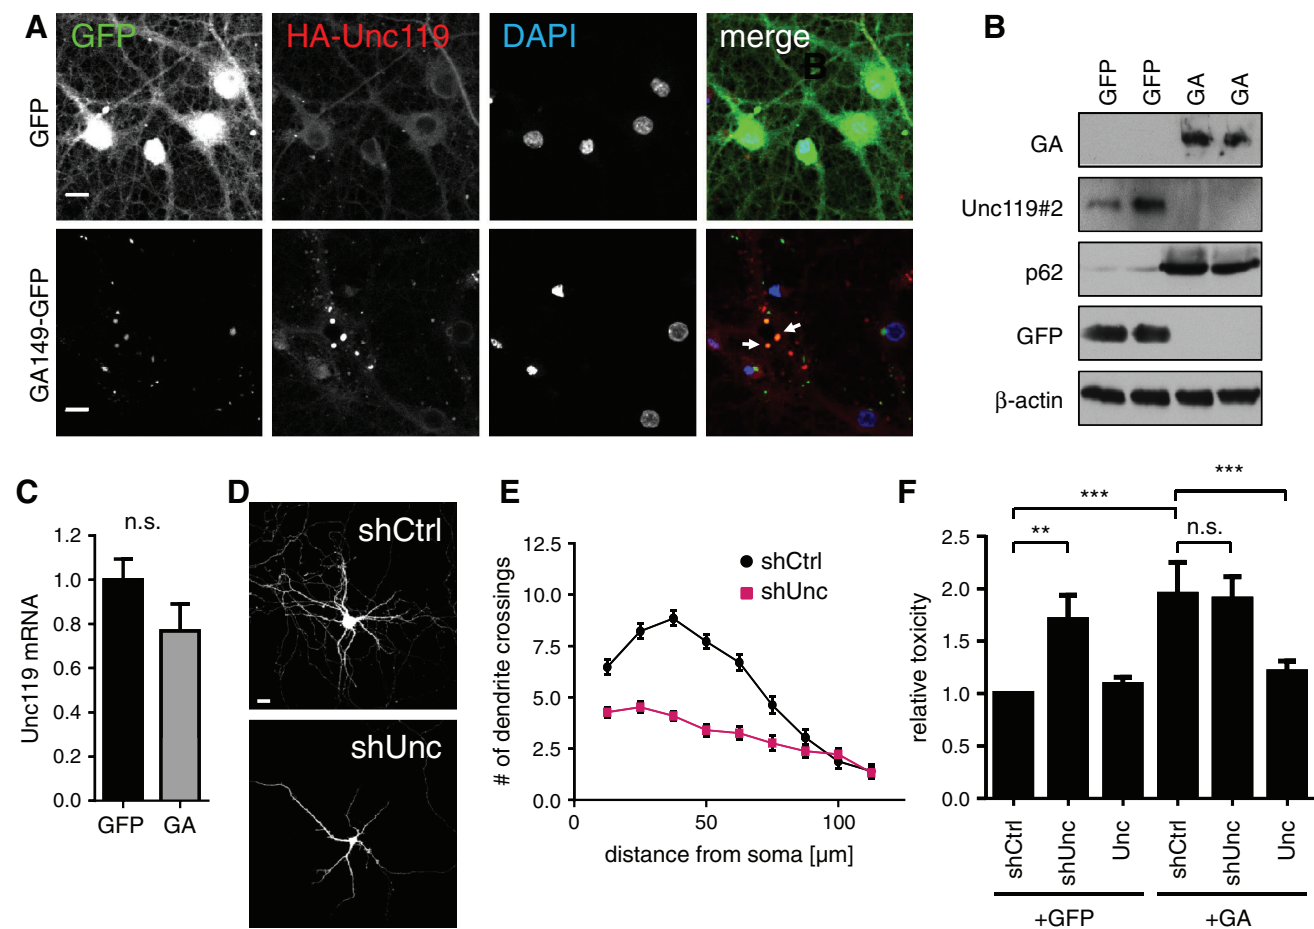 A
GFP
HA-Unc119
DAPI
merge
B
GFP
GA149-GFP
B
GFP
GFP
GA
GA
GA
Unc119#2
p62
GFP
β-actin
C
n.s.
Unc119 mRNA
1.2
1.0
0.8
0.6
0.4
0.2
0.0
GFP GA
D
shCtrl
shUnc
E
# of dendrite crossings
12.5
10.0
7.5
5.0
2.5
0.0
shCtrl
shUnc
0 50 100
distance from soma [µm]
F
relative toxicity
2.5
2.0
1.5
1.0
0.5
0.0
**
***
n.s.
***
shCtrl
shUnc
Unc
shCtrl
shUnc
Unc
+GFP
+GA